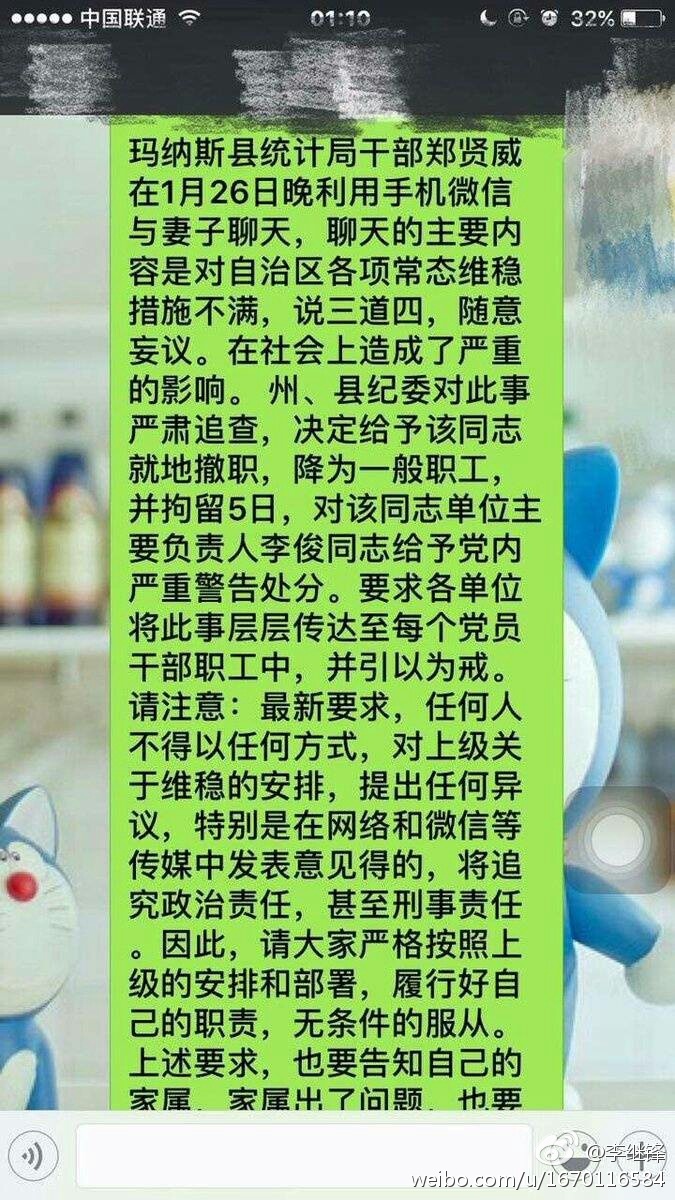 中国联通
01:10
32%
玛纳斯县统计局干部郑贤威
在1月26日晚利用手机微信
与妻子聊天，聊天的主要内
容是对自治区各项常态维稳
措施不满，说三道四，随意
妄议。在社会上造成了严重
的影响。 州、县纪委对此事
严肃追查，决定给予该同志
就地撤职，降为一般职工，
并拘留5日，对该同志单位主
要负责人李俊同志给予党内
严重警告处分。要求各单位
将此事层层传达至每个党员
干部职工中，并引以为戒。
请注意：最新要求，任何人
不得以任何方式，对上级关
于维稳的安排，提出任何异
议，特别是在网络和微信等
传媒中发表意见得的，将追
究政治责任，甚至刑事责任
。因此，请大家严格按照上
级的安排和部署，履行好自
己的职责，无条件的服从。
上述要求，也要告知自己的
家属，家属出了问题，也要
@李继锋
weibo.com/u/1670116584